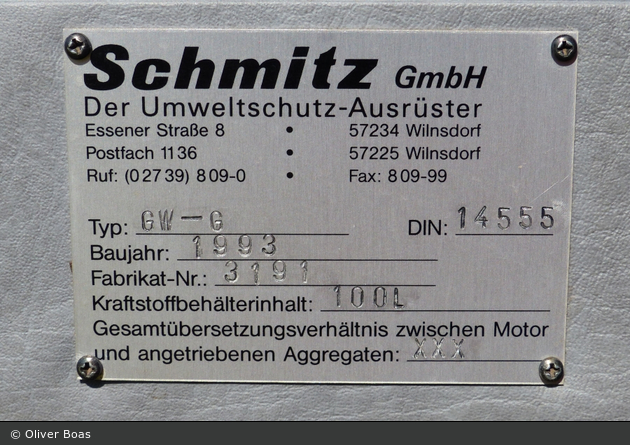 Schmitz GmbH
Der Umweltschutz-Ausrüster
Essener Straße 8 • 57234 Wilnsdorf
Postfach 1136 • 57225 Wilnsdorf
Ruf: (02739) 809-0 • Fax: 809-99
Typ: GW-G DIN: 14555
Baujahr: 1993
Fabrikat-Nr.: 3191
Kraftstoffbehälterinhalt: 100L
Gesamtübersetzungsverhältnis zwischen Motor
und angetriebenen Aggregaten: XXX
© Oliver Boas